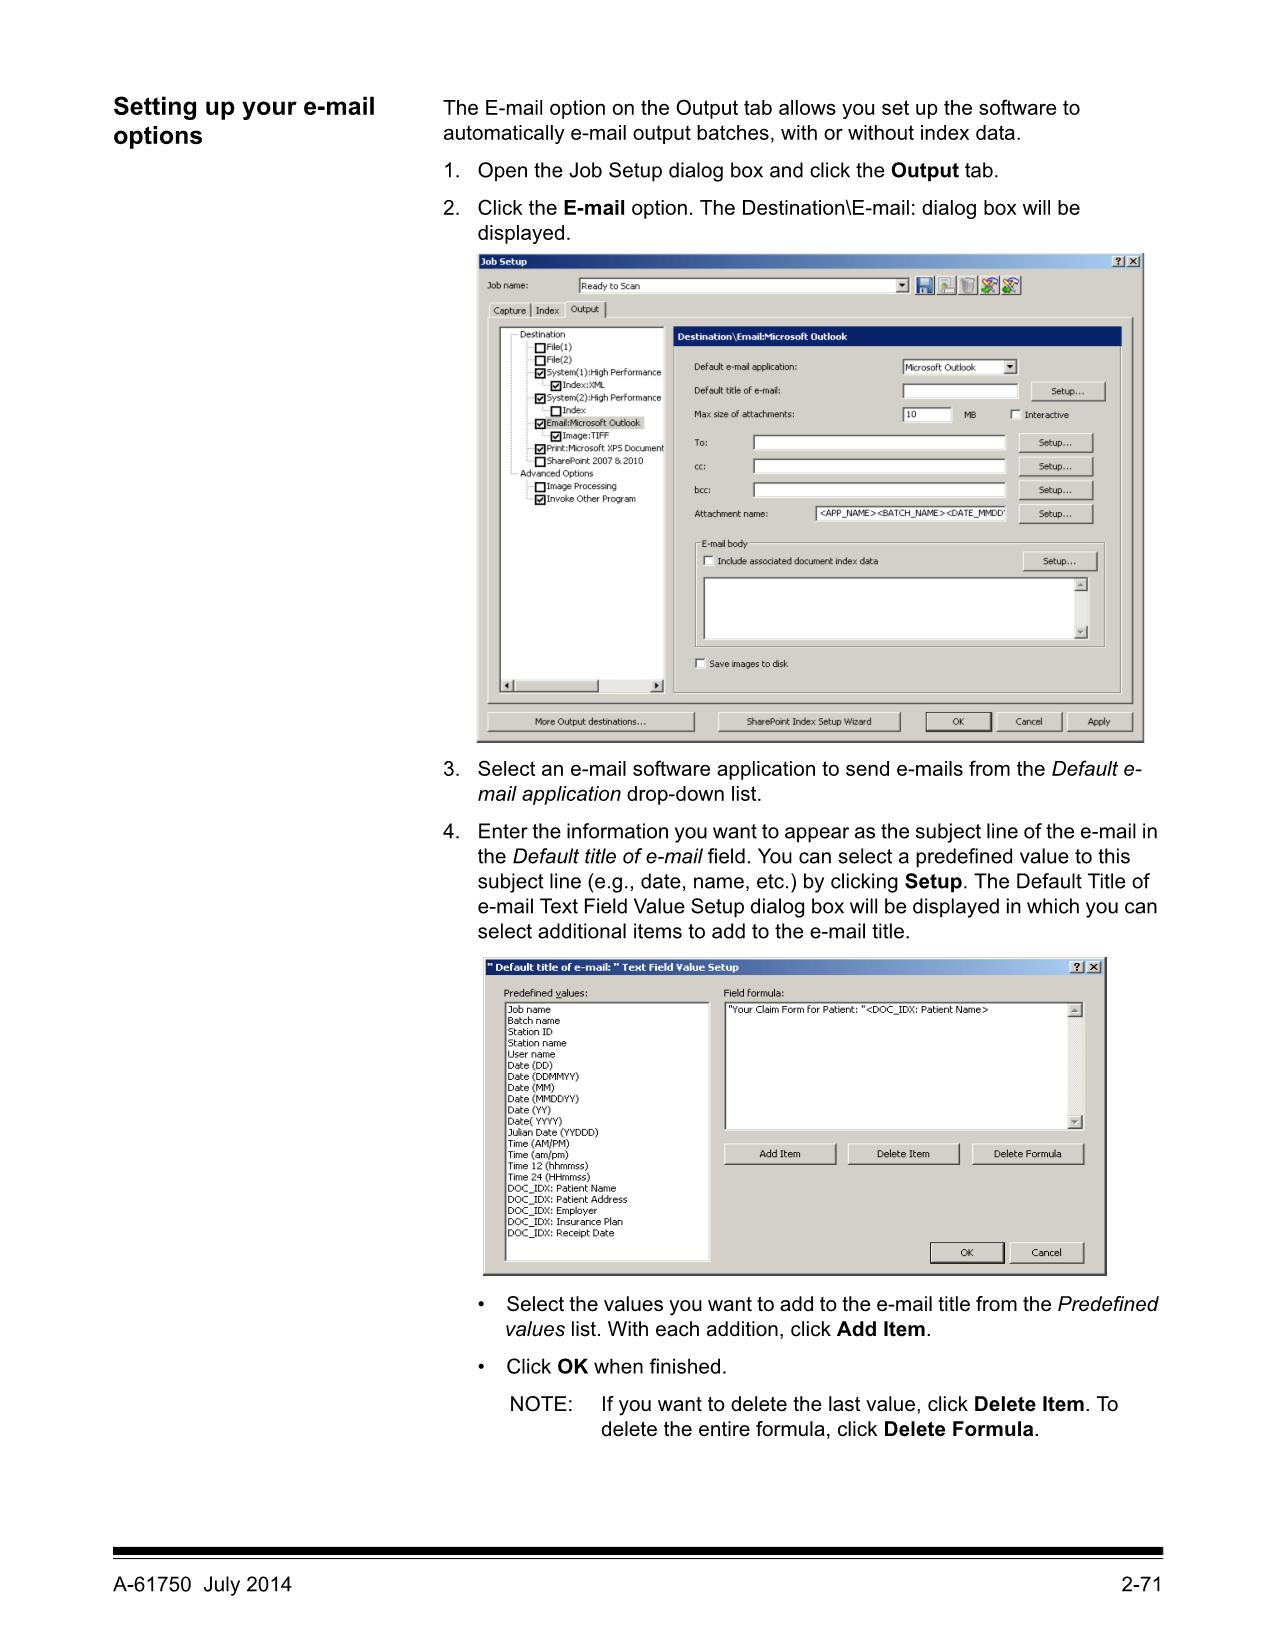 Setting up your e-mail
options
The E-mail option on the Output tab allows you set up the software to
automatically e-mail output batches, with or without index data.
1. Open the Job Setup dialog box and click the Output tab.
2. Click the E-mail option. The Destination\E-mail: dialog box will be
displayed.
Job Setup
Job name:
Ready to Scan
Capture
Index
Output
Destination
File(1)
File(2)
System(1):High Performance
Index:XML
System(2):High Performance
Index
Email:Microsoft Outlook
Image:TIFF
Print:Microsoft XPS Document
SharePoint 2007 & 2010
Advanced Options
Image Processing
Invoke Other Program
Destination\Email:Microsoft Outlook
Default e-mail application:
Microsoft Outlook
Default title of e-mail:
Setup...
Max size of attachments:
10
MB
Interactive
To:
Setup...
cc:
Setup...
bcc:
Setup...
Attachment name:
<APP_NAME><BATCH_NAME><DATE_MMDD
Setup...
E-mail body
Include associated document index data
Setup...
Save images to disk
More Output destinations...
SharePoint Index Setup Wizard
OK
Cancel
Apply
3. Select an e-mail software application to send e-mails from the Default e-
mail application drop-down list.
4. Enter the information you want to appear as the subject line of the e-mail in
the Default title of e-mail field. You can select a predefined value to this
subject line (e.g., date, name, etc.) by clicking Setup. The Default Title of
e-mail Text Field Value Setup dialog box will be displayed in which you can
select additional items to add to the e-mail title.
" Default title of e-mail: " Text Field Value Setup
Predefined values:
Job name
Batch name
Station ID
Station name
User name
Date (DD)
Date (DDMMYY)
Date (MM)
Date (MMDDYY)
Date (YY)
Date( YYYY)
Julian Date (YYDDD)
Time (AM/PM)
Time (am/pm)
Time 12 (hhmmss)
Time 24 (HHmmss)
DOC_IDX: Patient Name
DOC_IDX: Patient Address
DOC_IDX: Employer
DOC_IDX: Insurance Plan
DOC_IDX: Receipt Date
Field formula:
"Your Claim Form for Patient: "<DOC_IDX: Patient Name>
Add Item
Delete Item
Delete Formula
OK
Cancel
• Select the values you want to add to the e-mail title from the Predefined
values list. With each addition, click Add Item.
• Click OK when finished.
NOTE: If you want to delete the last value, click Delete Item. To
delete the entire formula, click Delete Formula.
A-61750 July 2014
2-71